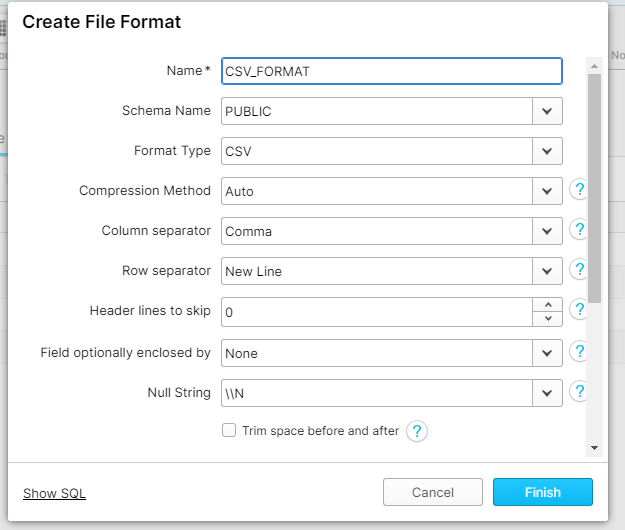 Create File Format
Name* CSV_FORMAT
Schema Name PUBLIC
Format Type CSV
Compression Method Auto ?
Column separator Comma ?
Row separator New Line ?
Header lines to skip 0 ?
Field optionally enclosed by None ?
Null String \\N ?
Trim space before and after ?
Show SQL Cancel Finish
No